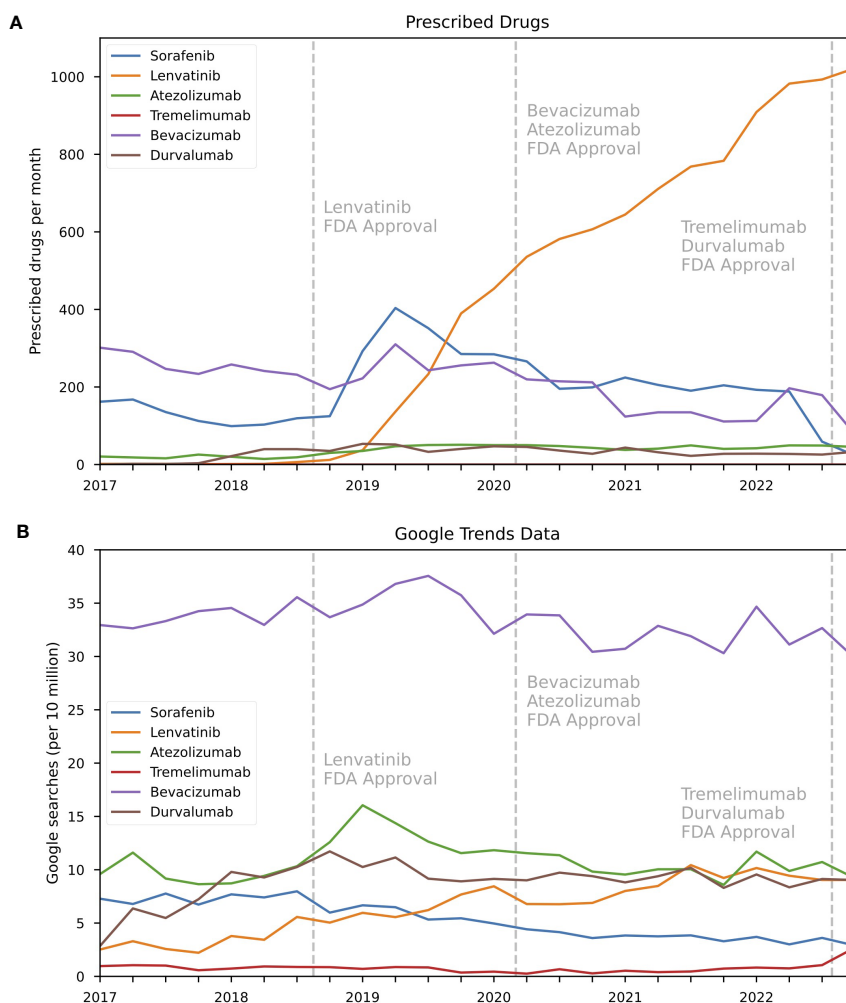 A
Prescribed Drugs
Prescribed drugs per month
1000
800
600
400
200
0
Sorafenib
Lenvatinib
Atezolizumab
Tremelimumab
Bevacizumab
Durvalumab
Lenvatinib
FDA Approval
Bevacizumab
Atezolizumab
FDA Approval
Tremelimumab
Durvalumab
FDA Approval
2017
2018
2019
2020
2021
2022
B
Google Trends Data
Google searches (per 10 million)
40
35
30
25
20
15
10
5
0
Sorafenib
Lenvatinib
Atezolizumab
Tremelimumab
Bevacizumab
Durvalumab
Lenvatinib
FDA Approval
Bevacizumab
Atezolizumab
FDA Approval
Tremelimumab
Durvalumab
FDA Approval
2017
2018
2019
2020
2021
2022